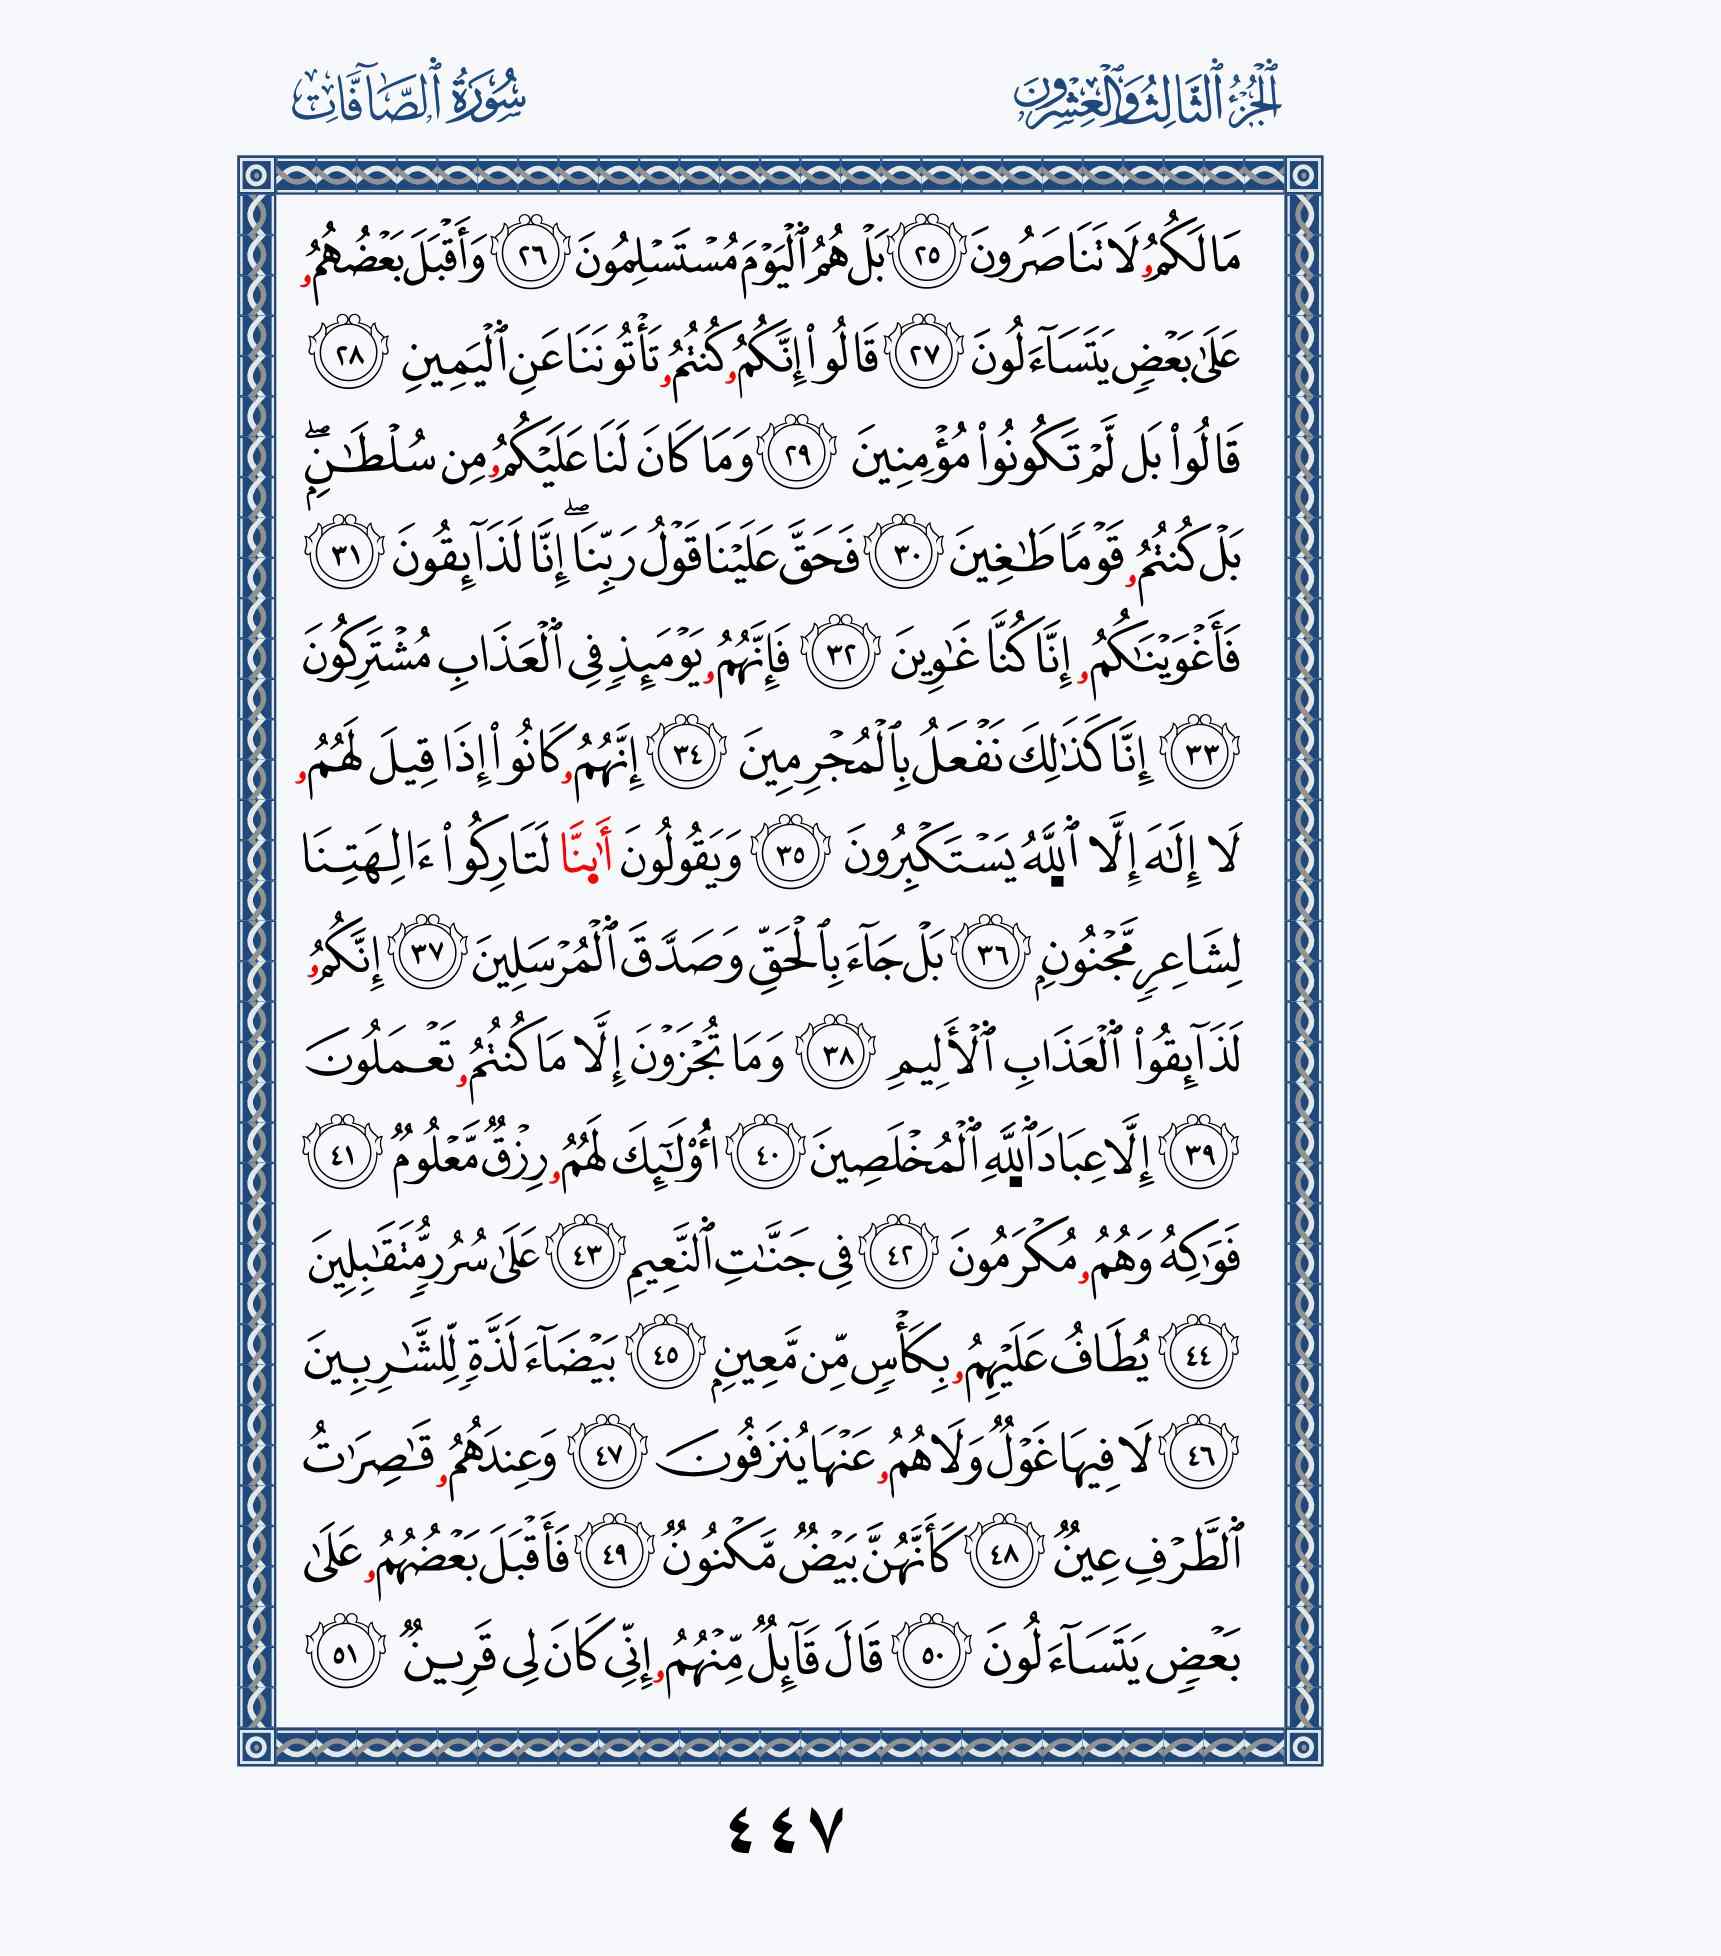 ٱلْجُزْءُ ٱلثَّالِثُ وَٱلْعِشْرُونَ
سُورَةُ ٱلصَّآفَّاتِ
مَا لَكُمُۥ لَا تَنَاصَرُونَ ٢٥ بَلْ هُمُ ٱلْيَوْمَ مُسْتَسْلِمُونَ ٢٦ وَأَقْبَلَ بَعْضُهُمُۥ
عَلَىٰ بَعْضٍ يَتَسَآءَلُونَ ٢٧ قَالُوا۟ إِنَّكُمُۥ كُنتُمُۥ تَأْتُونَنَا عَنِ ٱلْيَمِينِ ٢٨
قَالُوا۟ بَل لَّمْ تَكُونُوا۟ مُؤْمِنِينَ ٢٩ وَمَا كَانَ لَنَا عَلَيْكُمُۥ مِن سُلْطَٰنٍۭۖ
بَلْ كُنتُمُۥ قَوْمًا طَٰغِينَ ٣٠ فَحَقَّ عَلَيْنَا قَوْلُ رَبِّنَاۖ إِنَّا لَذَآئِقُونَ ٣١
فَأَغْوَيْنَٰكُمُۥ إِنَّا كُنَّا غَٰوِينَ ٣٢ فَإِنَّهُمُۥ يَوْمَئِذٍ فِى ٱلْعَذَابِ مُشْتَرِكُونَ
٣٣ إِنَّا كَذَٰلِكَ نَفْعَلُ بِٱلْمُجْرِمِينَ ٣٤ إِنَّهُمُۥ كَانُوا۟ إِذَا قِيلَ لَهُمُۥ
لَا إِلَٰهَ إِلَّا ٱللَّهُ يَسْتَكْبِرُونَ ٣٥ وَيَقُولُونَ أَٰى۪نَّا لَتَارِكُوا۟ ءَالِهَتِنَا
لِشَاعِرٍ مَّجْنُونٍۭ ٣٦ بَلْ جَآءَ بِٱلْحَقِّ وَصَدَّقَ ٱلْمُرْسَلِينَ ٣٧ إِنَّكُمُۥ
لَذَآئِقُوا۟ ٱلْعَذَابِ ٱلْأَلِيمِ ٣٨ وَمَا تُجْزَوْنَ إِلَّا مَا كُنتُمُۥ تَعْمَلُونَ
٣٩ إِلَّا عِبَادَ ٱللَّهِ ٱلْمُخْلَصِينَ ٤٠ أُو۟لَٰٓئِكَ لَهُمُۥ رِزْقٌ مَّعْلُومٌ ٤١
فَوَٰكِهُ وَهُمُۥ مُكْرَمُونَ ٤٢ فِى جَنَّٰتِ ٱلنَّعِيمِ ٤٣ عَلَىٰ سُرُرٍ مُّتَقَٰبِلِينَ
٤٤ يُطَافُ عَلَيْهِمُۥ بِكَأْسٍ مِّن مَّعِينٍۭ ٤٥ بَيْضَآءَ لَذَّةٍ لِّلشَّٰرِبِينَ
٤٦ لَا فِيهَا غَوْلٌ وَلَا هُمُۥ عَنْهَا يُنزَفُونَ ٤٧ وَعِندَهُمُۥ قَٰصِرَٰتُ
ٱلطَّرْفِ عِينٌ ٤٨ كَأَنَّهُنَّ بَيْضٌ مَّكْنُونٌ ٤٩ فَأَقْبَلَ بَعْضُهُمُۥ عَلَىٰ
بَعْضٍ يَتَسَآءَلُونَ ٥٠ قَالَ قَآئِلٌ مِّنْهُمُۥ إِنِّى كَانَ لِى قَرِينٌ ٥١
٤٤٧